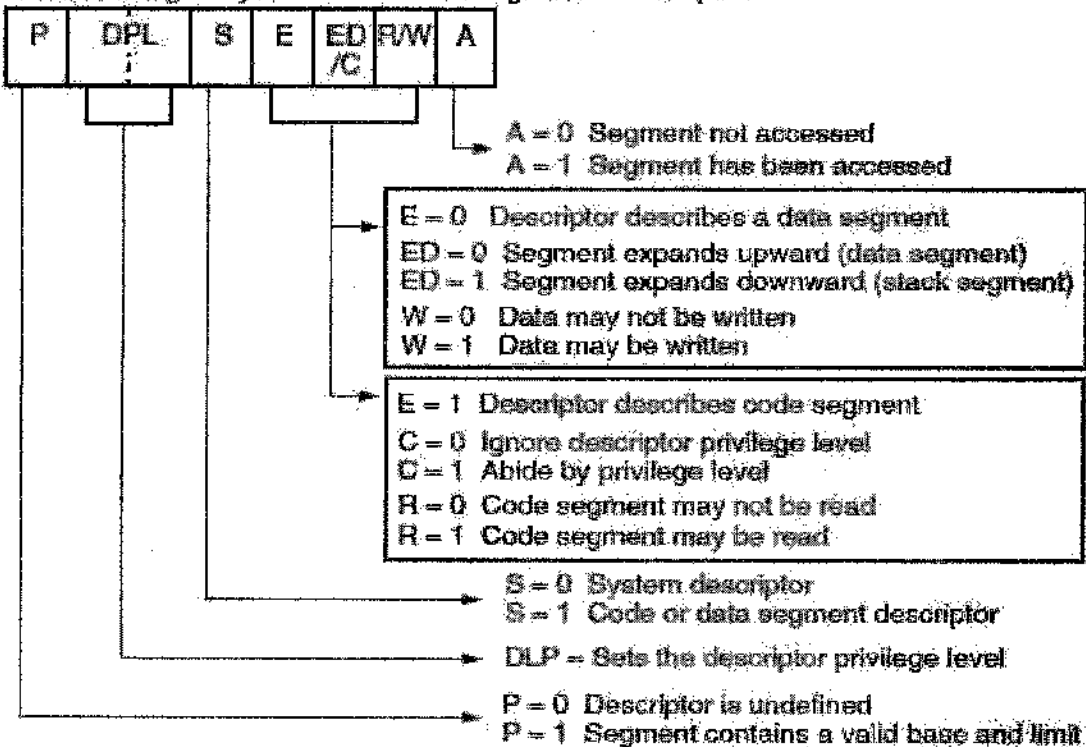 P DPL S E ED/C R/W A
A = 0 Segment not accessed
A = 1 Segment has been accessed
E = 0 Descriptor describes a data segment
ED = 0 Segment expands upward (data segment)
ED = 1 Segment expands downward (stack segment)
W = 0 Data may not be written
W = 1 Data may be written
E = 1 Descriptor describes code segment
C = 0 Ignore descriptor privilege level
C = 1 Abide by privilege level
R = 0 Code segment may not be read
R = 1 Code segment may be read
S = 0 System descriptor
S = 1 Code or data segment descriptor
DLP = Sets the descriptor privilege level
P = 0 Descriptor is undefined
P = 1 Segment contains a valid base and limit